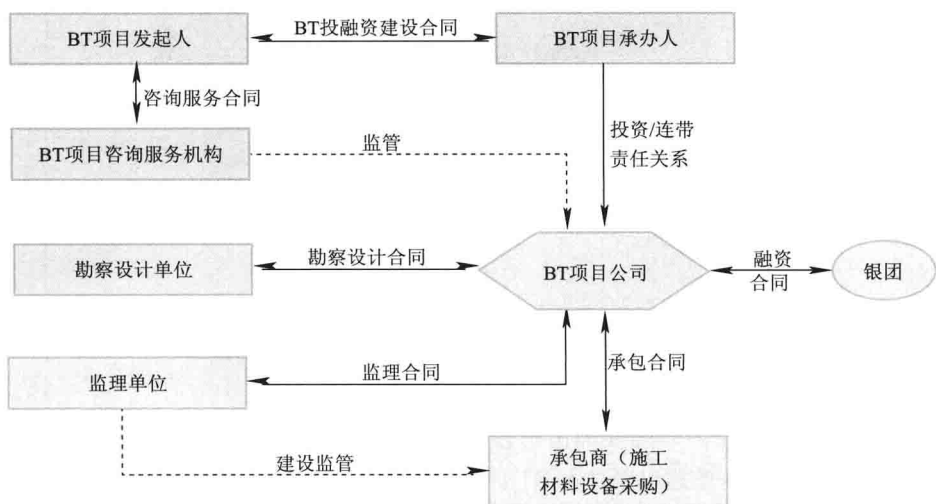 BT项目发起人
BT投融资建设合同
BT项目承办人
咨询服务合同
BT项目咨询服务机构
监管
投资/连带
责任关系
勘察设计单位
勘察设计合同
BT项目公司
融资
合同
银团
监理单位
监理合同
承包合同
建设监管
承包商（施工
材料设备采购）